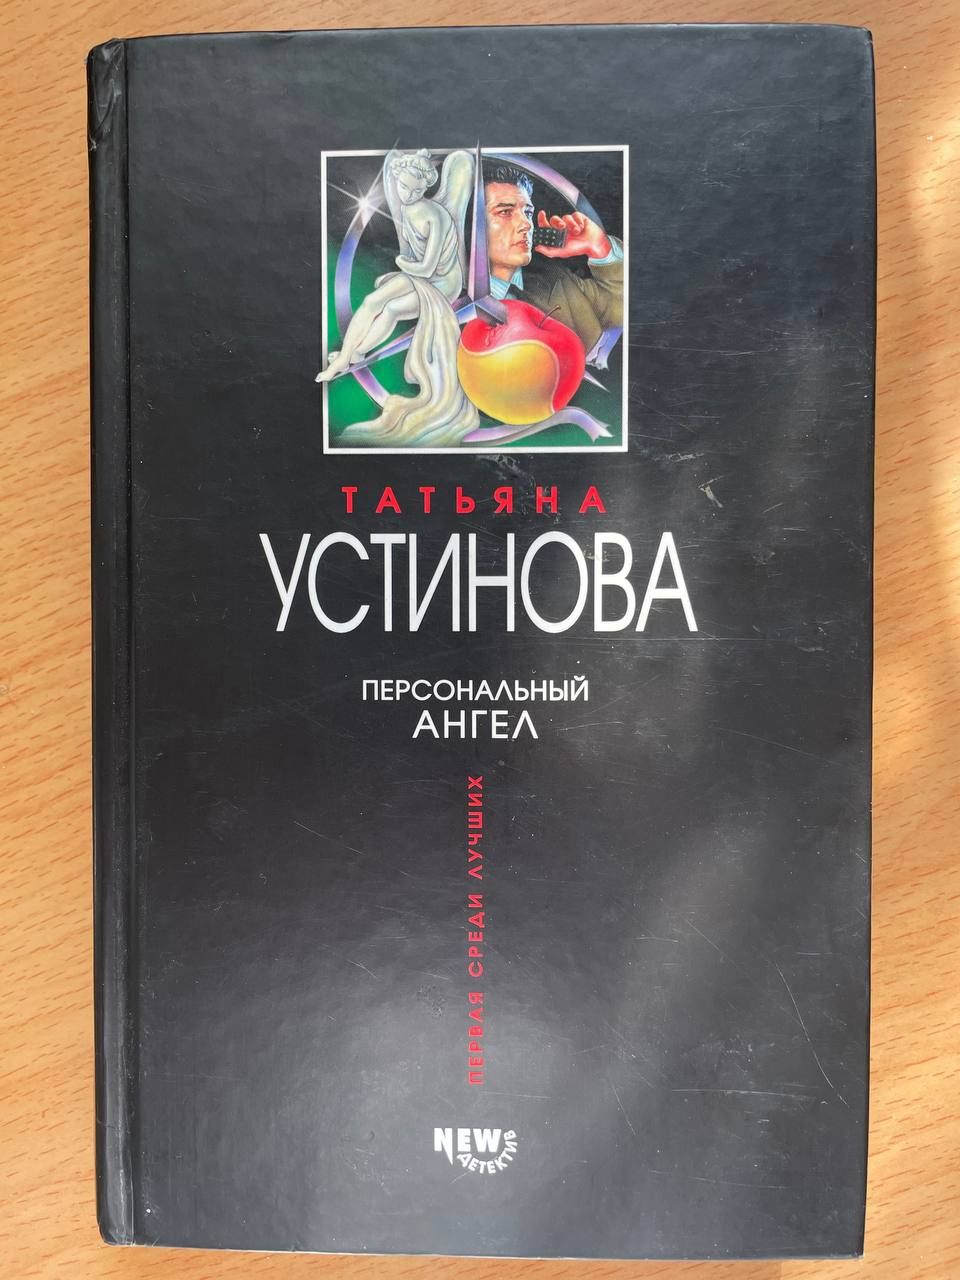 ТАТЬЯНА
УСТИНОВА
ПЕРСОНАЛЬНЫЙ
АНГЕЛ
ПЕРВАЯ СРЕДИ ЛУЧШИХ
NEW
ДЕТЕКТИВ